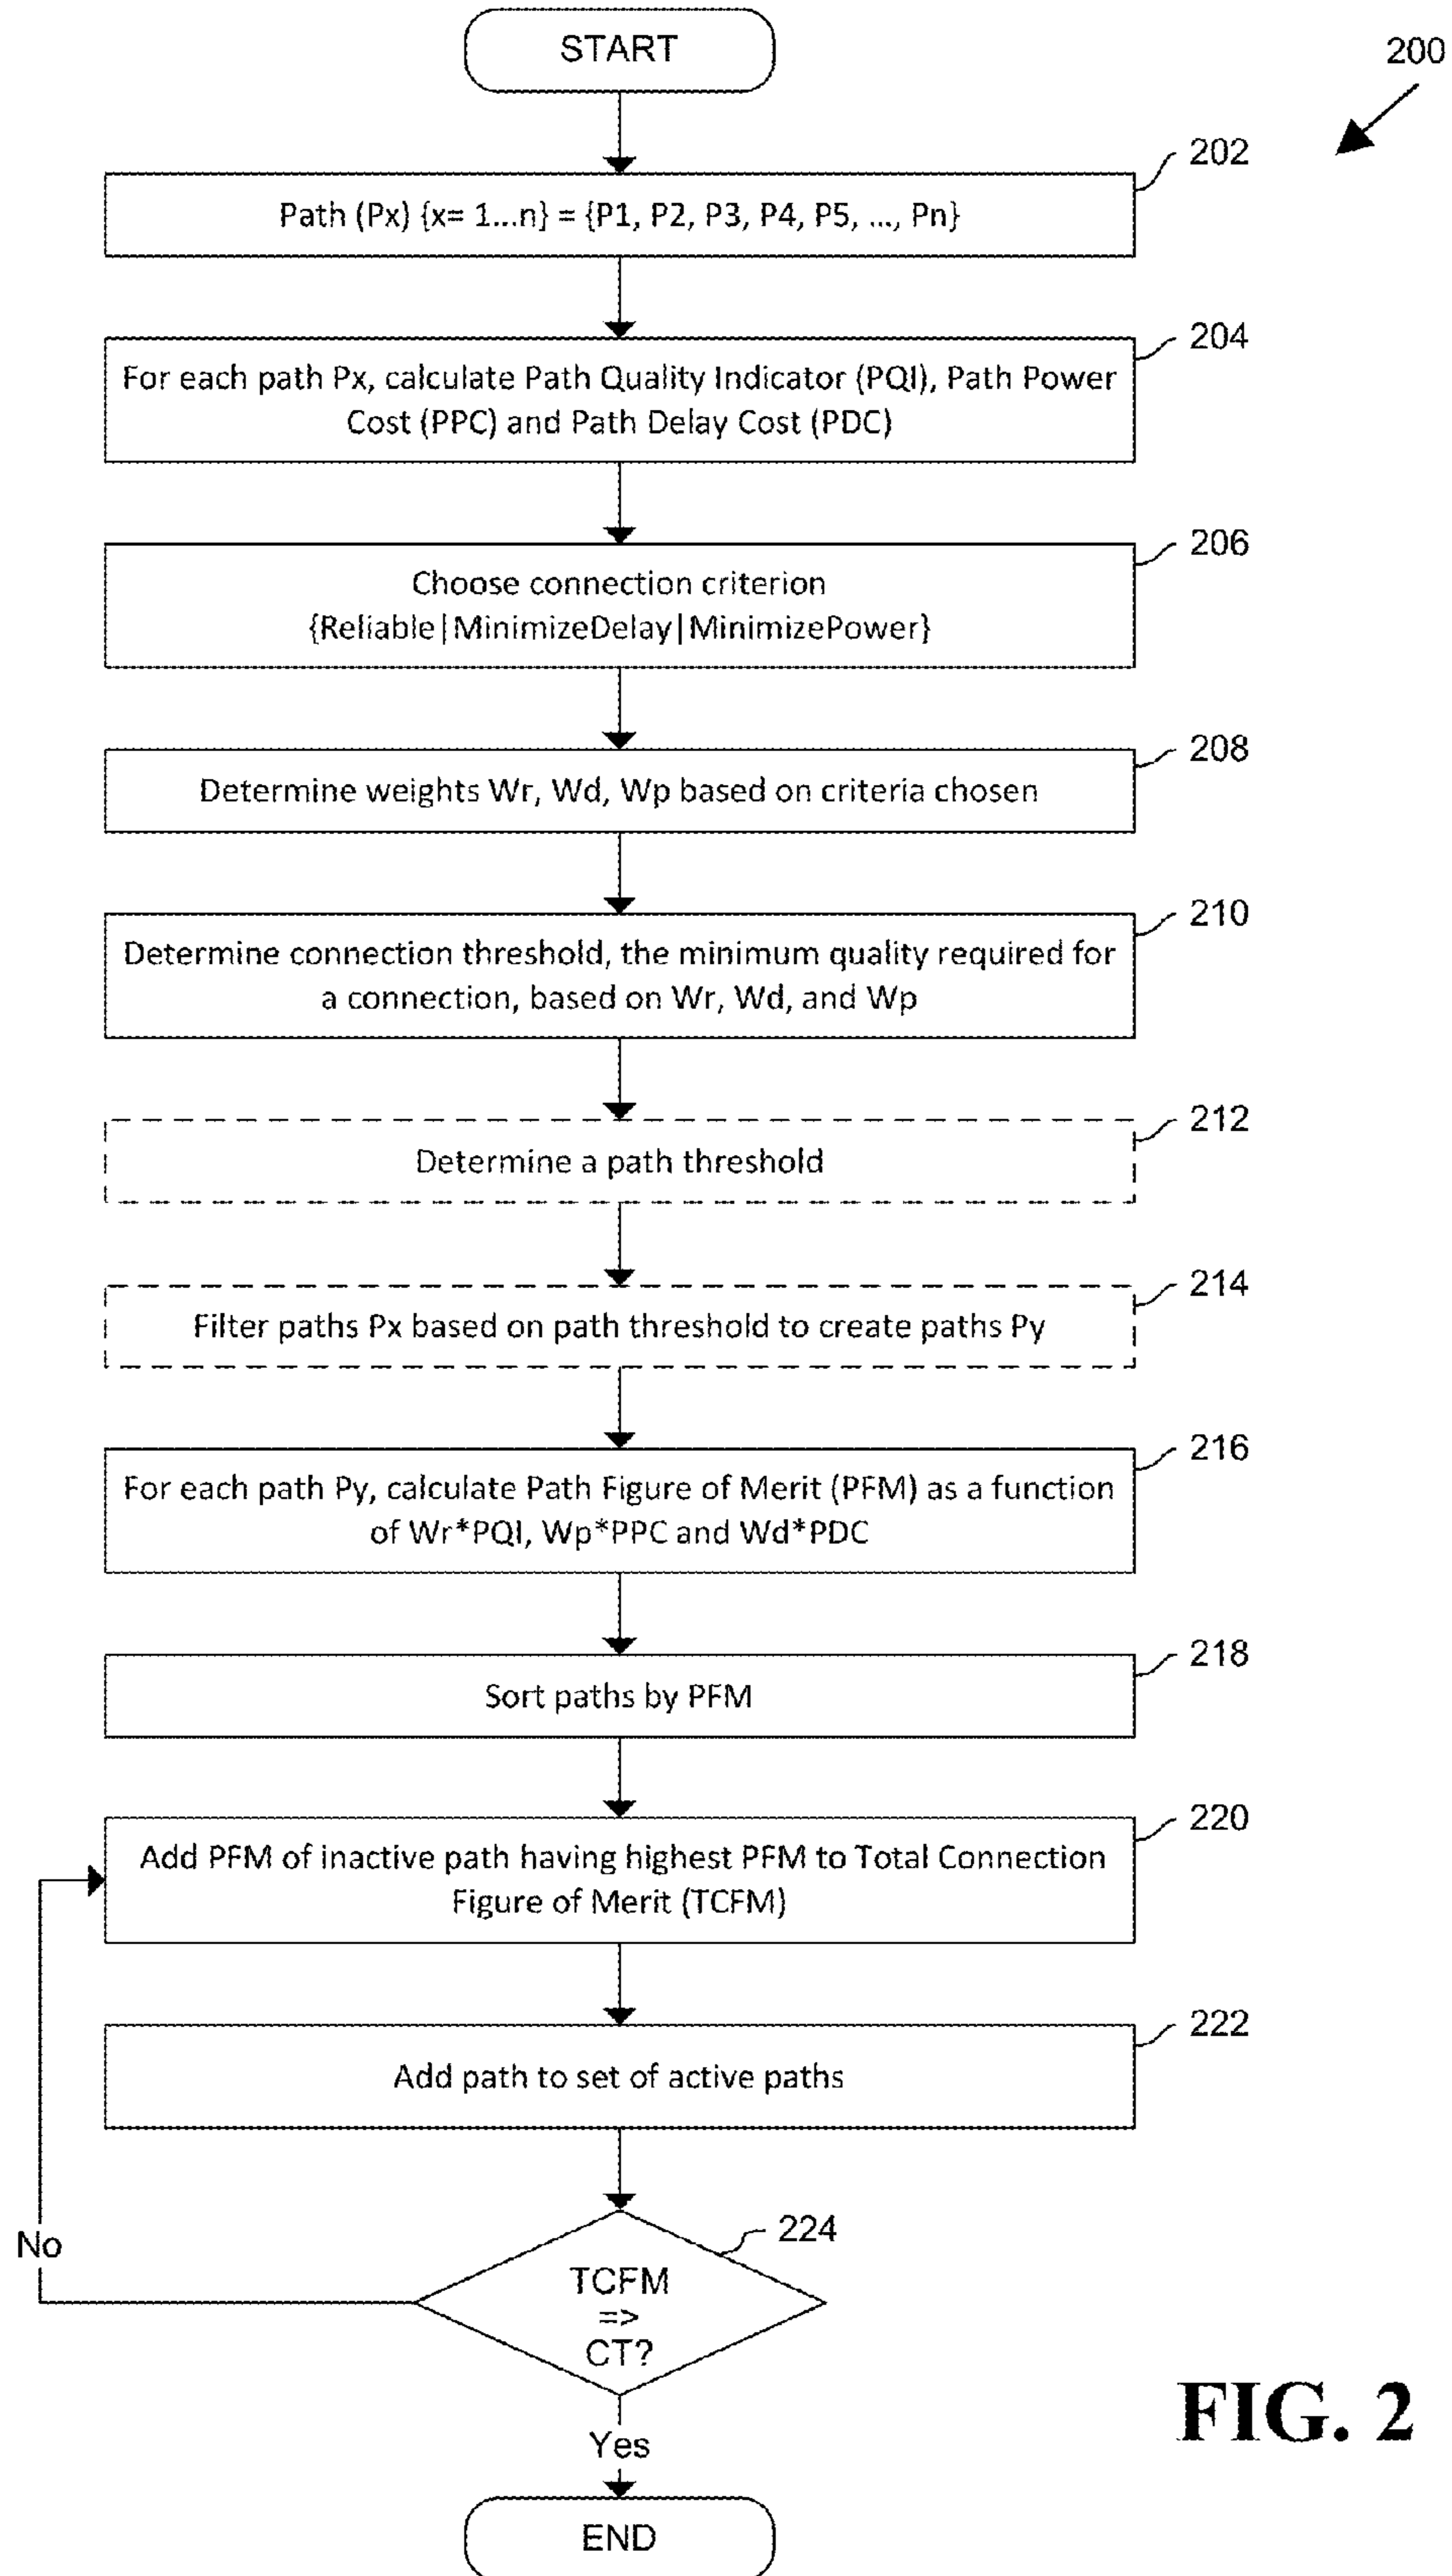 START
200
202
Path (Px) {x= 1...n} = {P1, P2, P3, P4, P5, ..., Pn}
204
For each path Px, calculate Path Quality Indicator (PQI), Path Power
Cost (PPC) and Path Delay Cost (PDC)
206
Choose connection criterion
{Reliable|MinimizeDelay|MinimizePower}
208
Determine weights Wr, Wd, Wp based on criteria chosen
210
Determine connection threshold, the minimum quality required for
a connection, based on Wr, Wd, and Wp
212
Determine a path threshold
214
Filter paths Px based on path threshold to create paths Py
216
For each path Py, calculate Path Figure of Merit (PFM) as a function
of Wr*PQI, Wp*PPC and Wd*PDC
218
Sort paths by PFM
220
Add PFM of inactive path having highest PFM to Total Connection
Figure of Merit (TCFM)
222
Add path to set of active paths
224
No
TCFM
=>
CT?
Yes
END
FIG. 2